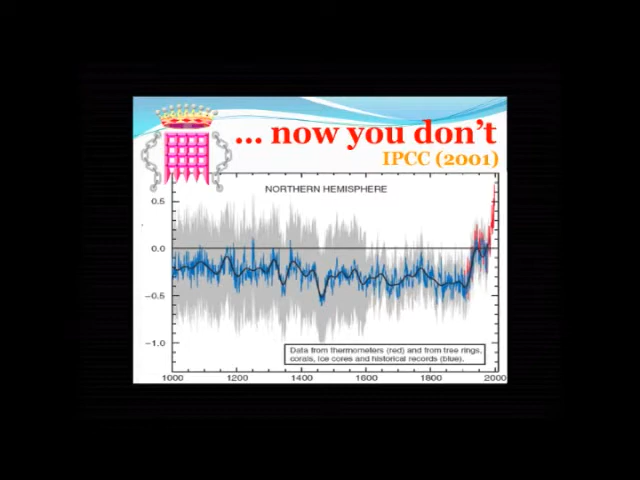 ... now you don't
IPCC (2001)
NORTHERN HEMISPHERE
0.5
0.0
−0.5
−1.0
Data from thermometers (red) and from tree rings,
corals, ice cores and historical records (blue).
1000 1200 1400 1600 1800 2000